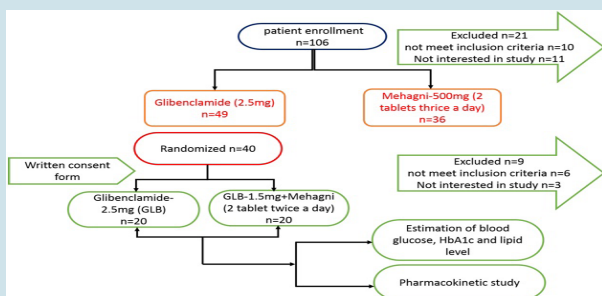 patient enrollment
n=106
Excluded n=21
not meet inclusion criteria n=10
Not interested in study n=11
Glibenclamide (2.5mg)
n=49
Mehagni-500mg (2
tablets thrice a day)
n=36
Randomized n=40
Written consent
form
Excluded n=9
not meet inclusion criteria n=6
Not interested in study n=3
Glibenclamide-
2.5mg (GLB)
n=20
GLB-1.5mg+Mehagni
(2 tablet twice a day)
n=20
Estimation of blood
glucose, HbA1c and lipid
level
Pharmacokinetic study